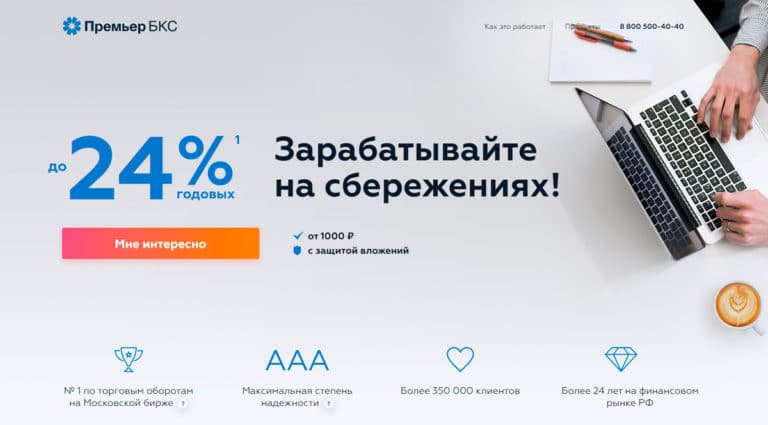 Премьер БКС
Как это работает
Продукты
8 800 500-40-40
до 24% 1
годовых
Зарабатывайте
на сбережениях!
Мне интересно
от 1000 ₽
с защитой вложений
№ 1 по торговым оборотам
на Московской бирже ?
ААА
Максимальная степень
надежности ?
Более 350 000 клиентов
Более 24 лет на финансовом
рынке РФ